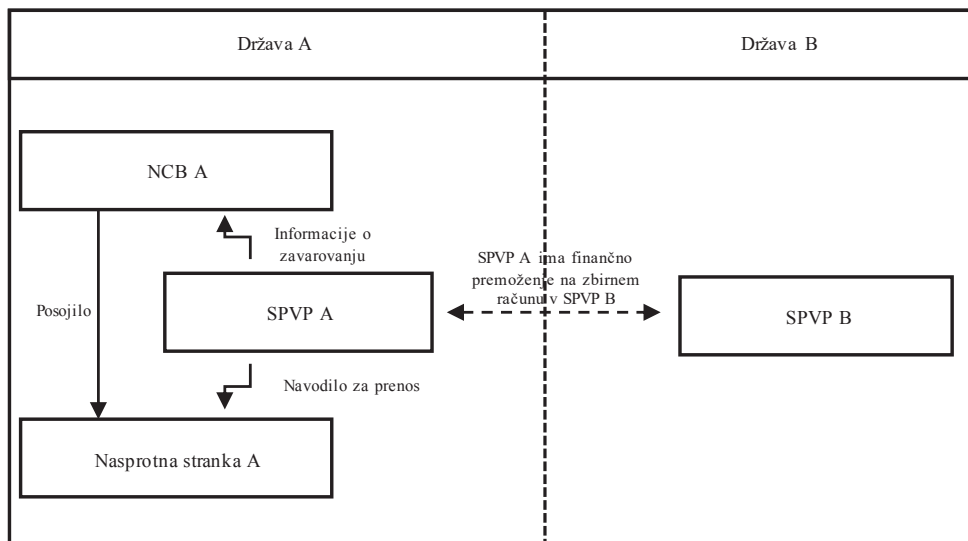 Država A
Država B
NCB A
Informacije o
zavarovanju
SPVP A ima finančno
premoženje na zbirnem
računu v SPVP B
Posojilo
SPVP A
SPVP B
Navodilo za prenos
Nasprotna stranka A